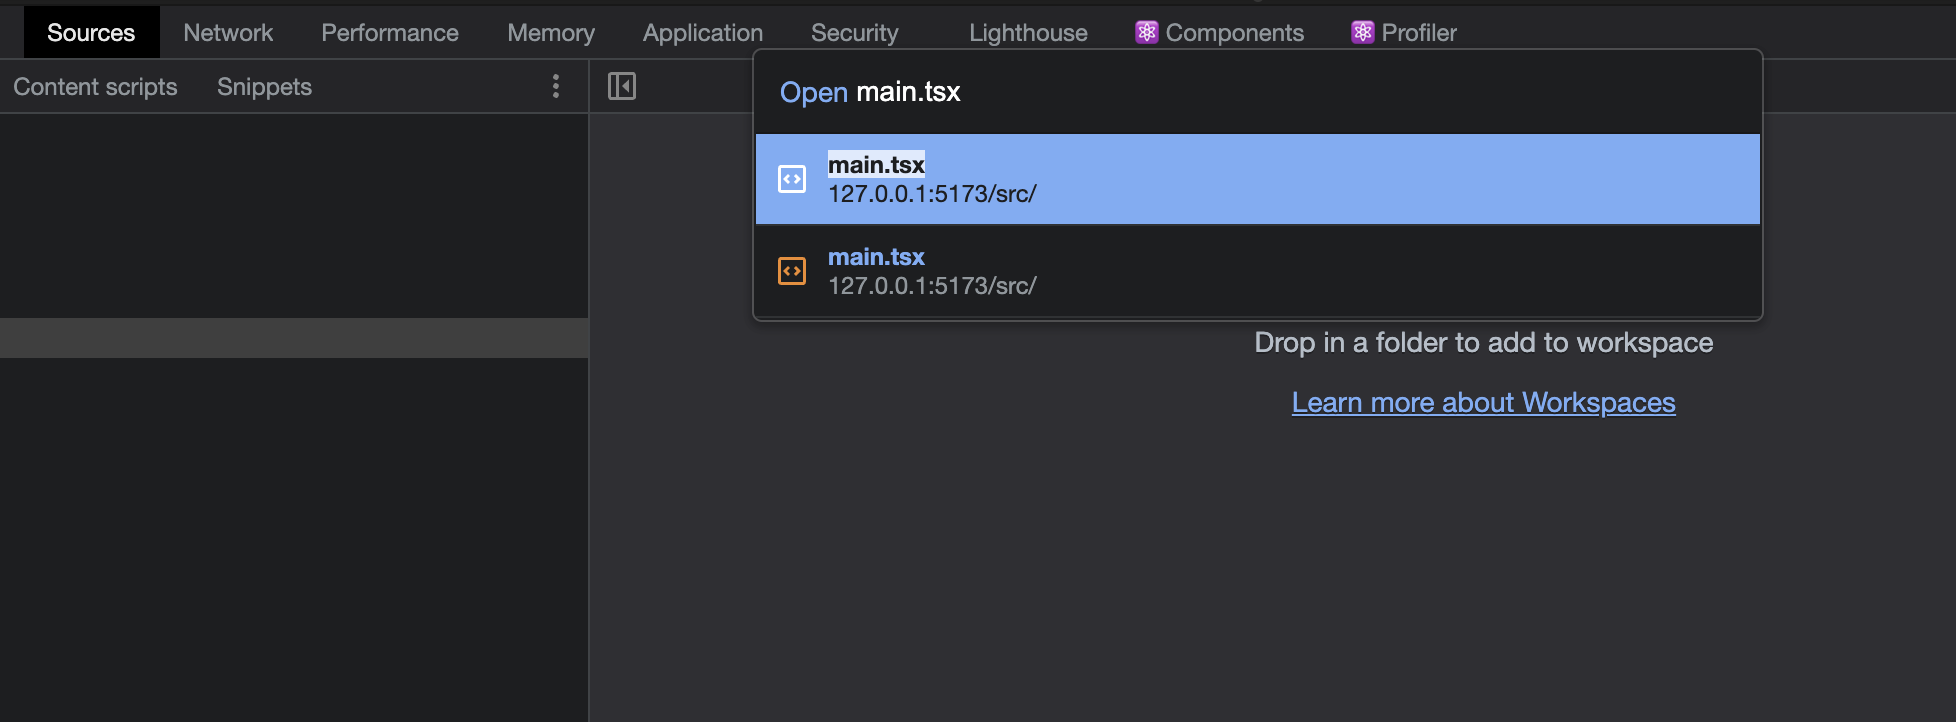 Sources Network Performance Memory Application Security Lighthouse Components Profiler
Content scripts Snippets
Open main.tsx
main.tsx
127.0.0.1:5173/src/
main.tsx
127.0.0.1:5173/src/
Drop in a folder to add to workspace
Learn more about Workspaces